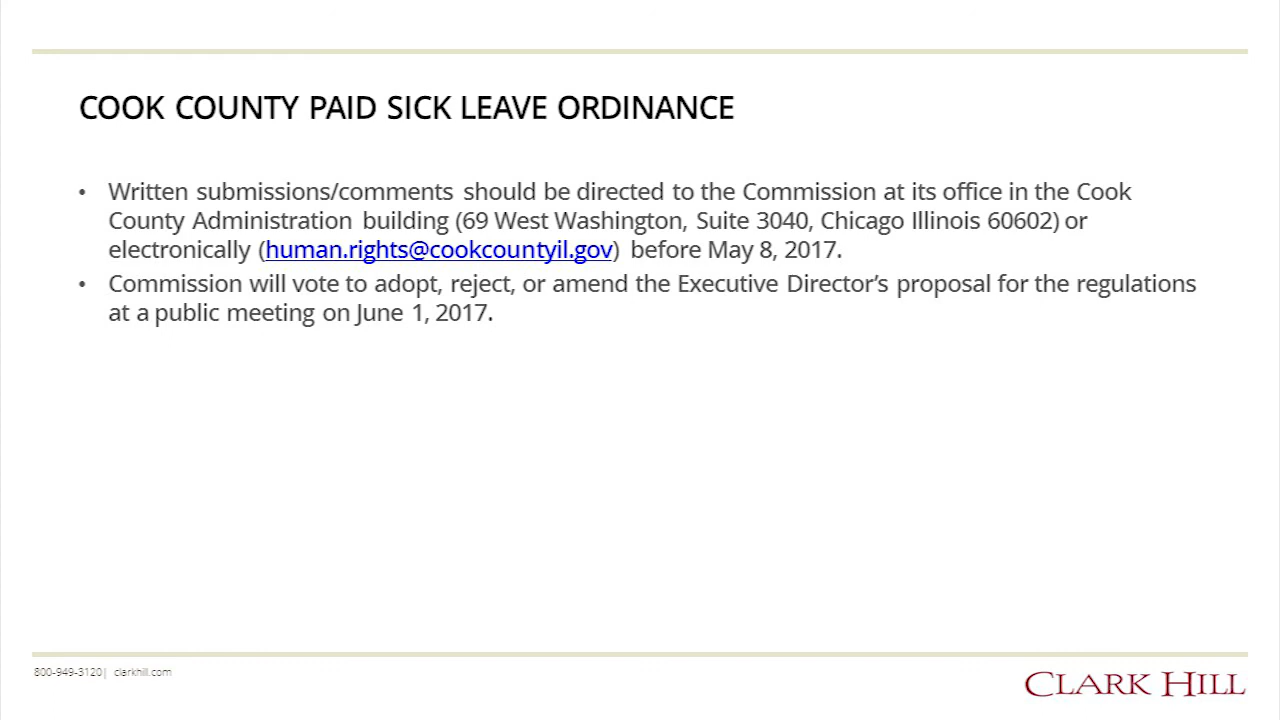 COOK COUNTY PAID SICK LEAVE ORDINANCE
• Written submissions/comments should be directed to the Commission at its office in the Cook
County Administration building (69 West Washington, Suite 3040, Chicago Illinois 60602) or
electronically (human.rights@cookcountyil.gov) before May 8, 2017.
• Commission will vote to adopt, reject, or amend the Executive Director’s proposal for the regulations
at a public meeting on June 1, 2017.
800-949-3120| clarkhill.com
CLARK HILL